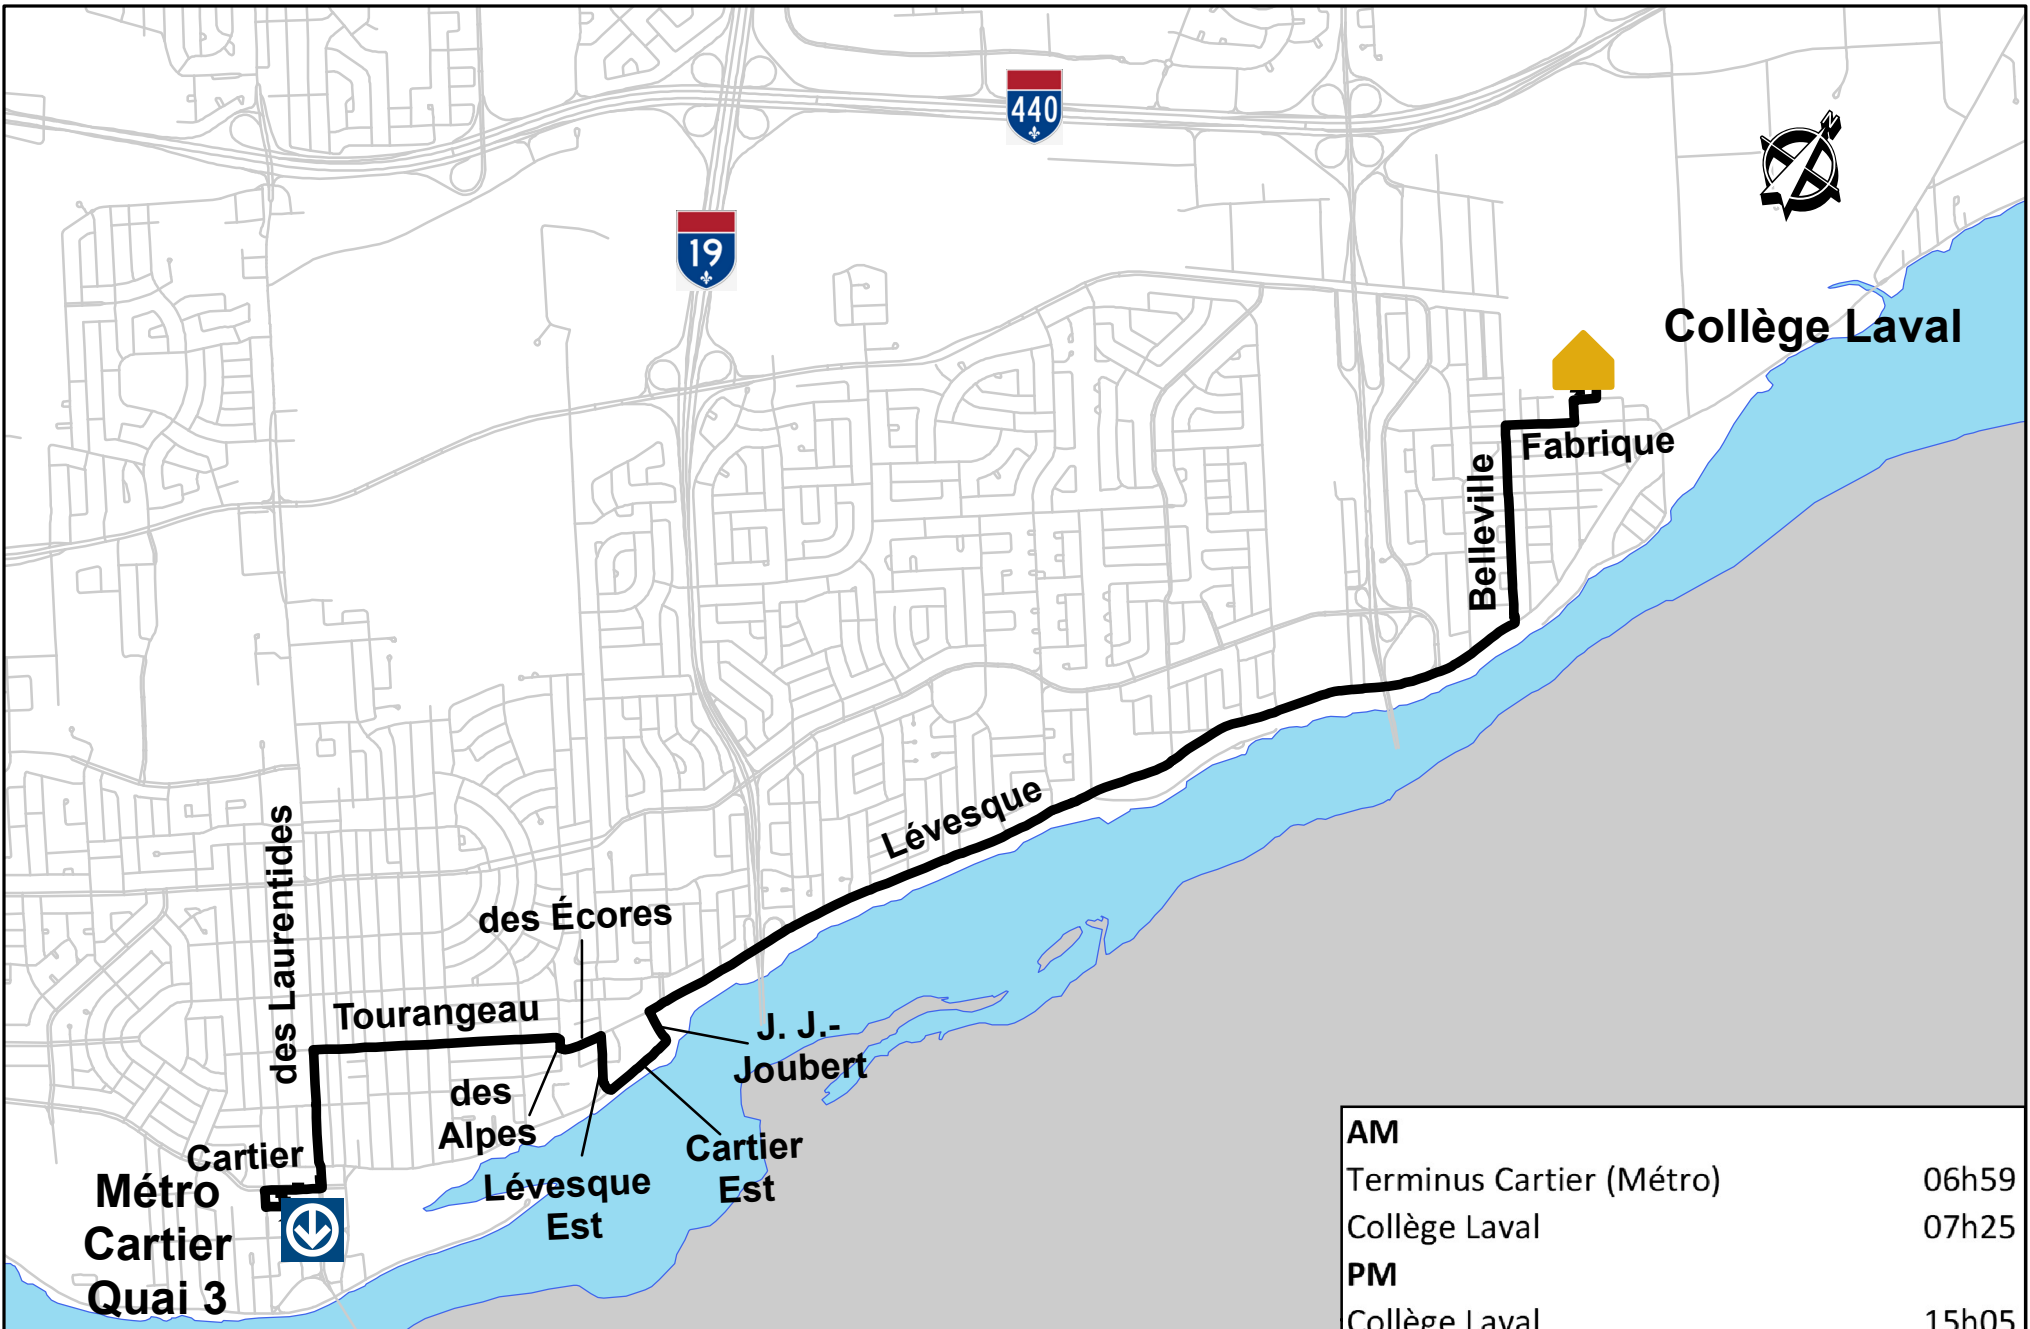 440
N
19
Collège Laval
Fabrique
Belleville
Lévesque
des Laurentides
des Écores
Tourangeau
J. J.-
Joubert
des
Alpes
Cartier
Cartier
Est
Lévesque
Est
Métro
Cartier
Quai 3
AM
Terminus Cartier (Métro) 06h59
Collège Laval 07h25
PM
Collège Laval 15h05